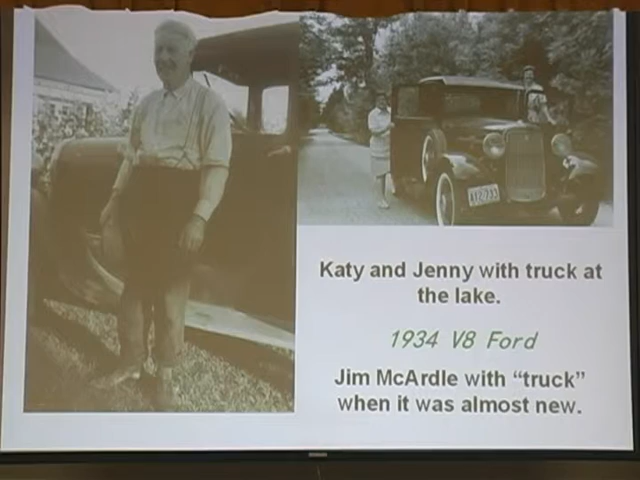 Katy and Jenny with truck at
the lake.
1934 V8 Ford
Jim McArdle with “truck”
when it was almost new.